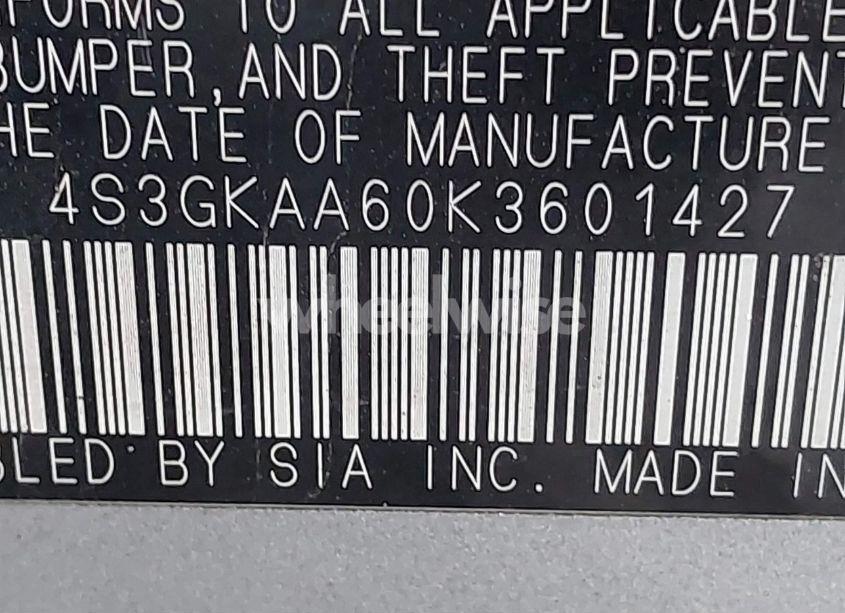 FORMS TO ALL APPLICABLE
BUMPER, AND THEFT PREVENT
HE DATE OF MANUFACTURE
4S3GKAA60K3601427
wheelwise
BLED BY SIA INC. MADE IN